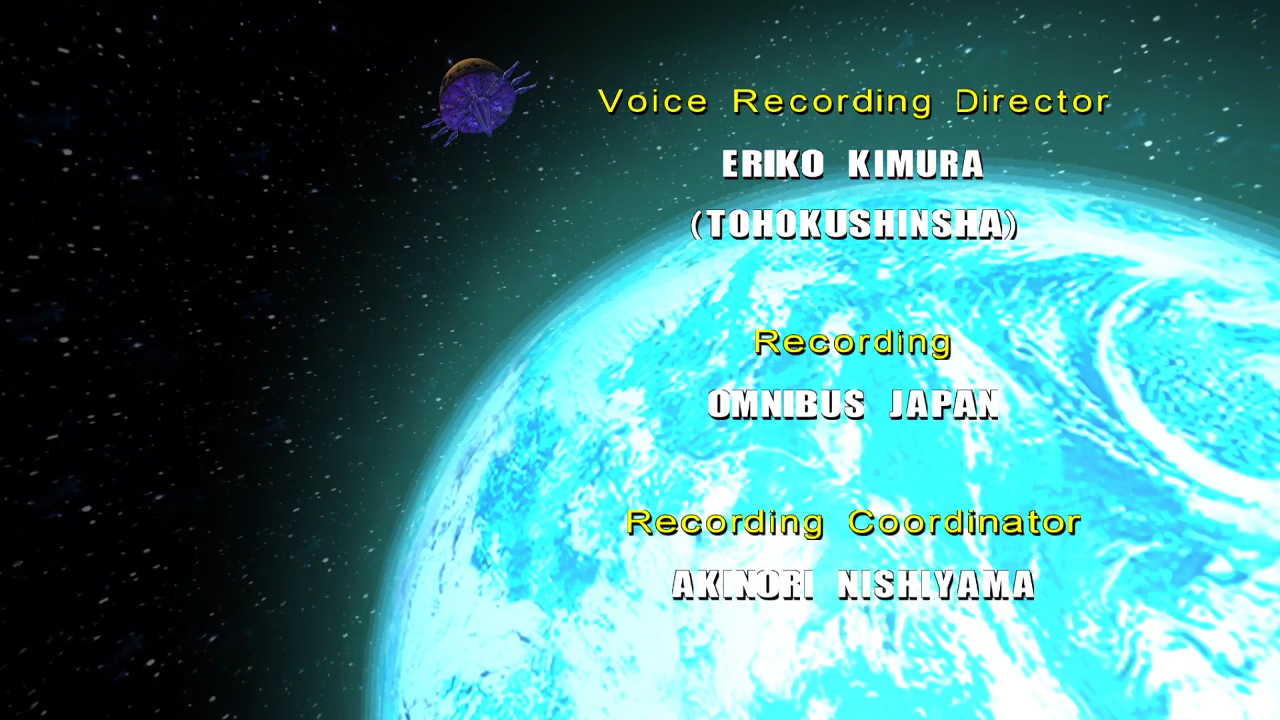 Voice Recording Director
ERIKO KIMURA
(TOHOKUSHINSHA)
Recording
OMNIBUS JAPAN
Recording Coordinator
AKINORI NISHIYAMA